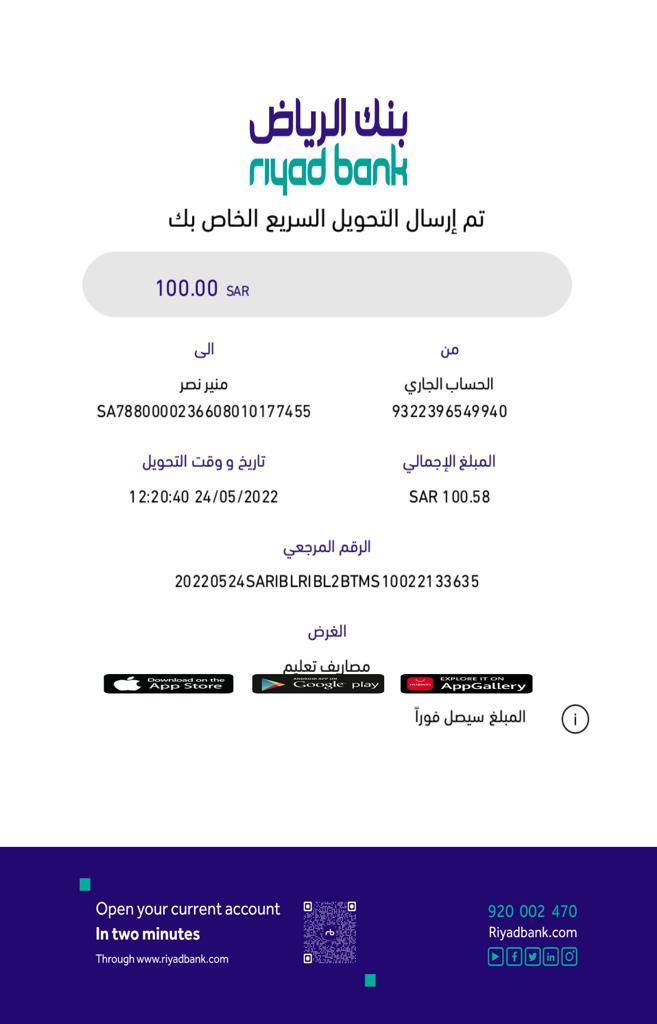 بنك الرياض
riyad bank
تم إرسال التحويل السريع الخاص بك
100.00 SAR
من
الى
الحساب الجاري
منير نصر
9322396549940
SA7880000236608010177455
المبلغ الإجمالي
تاريخ و وقت التحويل
SAR 100.58
12:20:40 24/05/2022
الرقم المرجعي
20220524SARIBLRIBL2BTMS10022133635
الغرض
مصاريف تعليم
Download on the
App Store
ANDROID APP ON
Google play
HUAWEI
EXPLORE IT ON
AppGallery
المبلغ سيصل فوراً
i
Open your current account
In two minutes
Through www.riyadbank.com
rb
920 002 470
Riyadbank.com